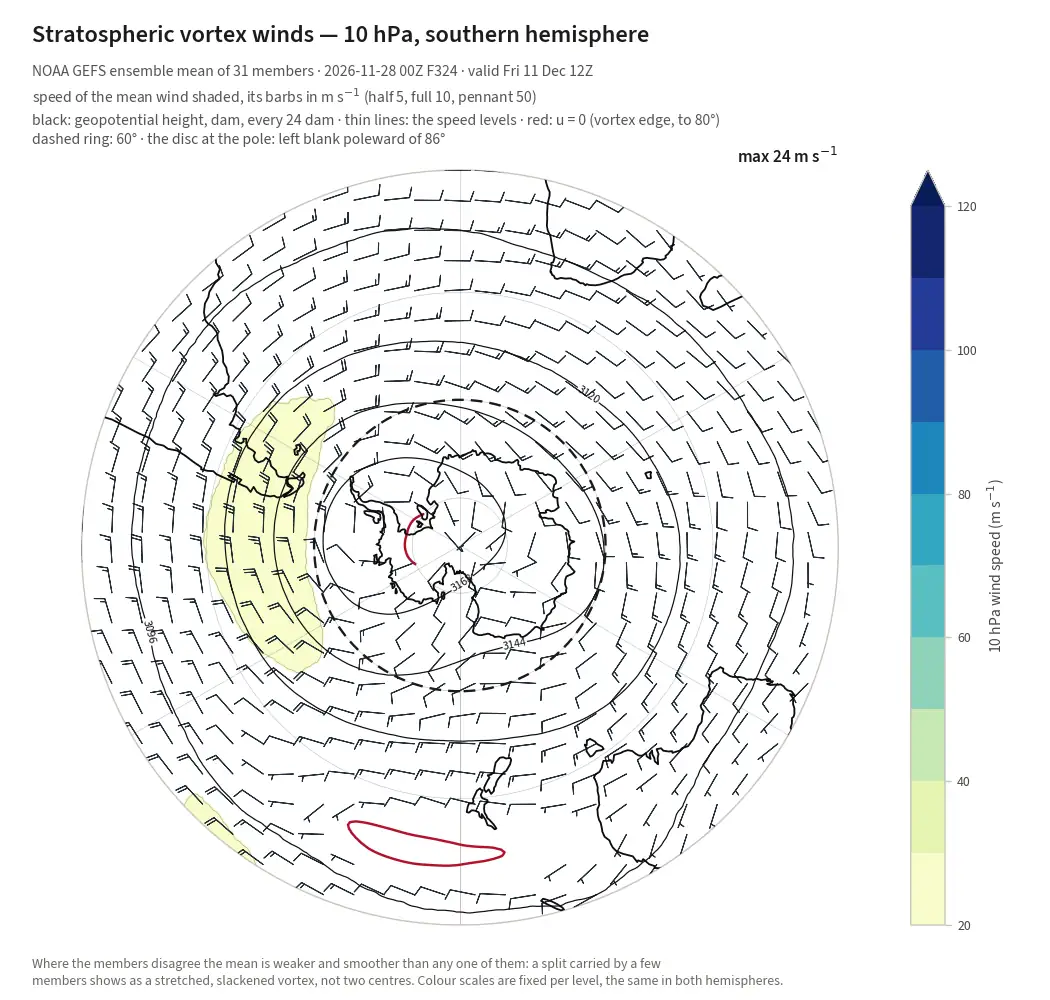 Stratospheric vortex winds — 10 hPa, southern hemisphere
NOAA GEFS ensemble mean of 31 members · 2026-11-28 00Z F324 · valid Fri 11 Dec 12Z
speed of the mean wind shaded, its barbs in m s⁻¹ (half 5, full 10, pennant 50)
black: geopotential height, dam, every 24 dam · thin lines: the speed levels · red: u = 0 (vortex edge, to 80°)
dashed ring: 60° · the disc at the pole: left blank poleward of 86°
max 24 m s⁻¹
120
100
80
60
40
20
10 hPa wind speed (m s⁻¹)
3120
3168
3144
3096
Where the members disagree the mean is weaker and smoother than any one of them: a split carried by a few
members shows as a stretched, slackened vortex, not two centres. Colour scales are fixed per level, the same in both hemispheres.